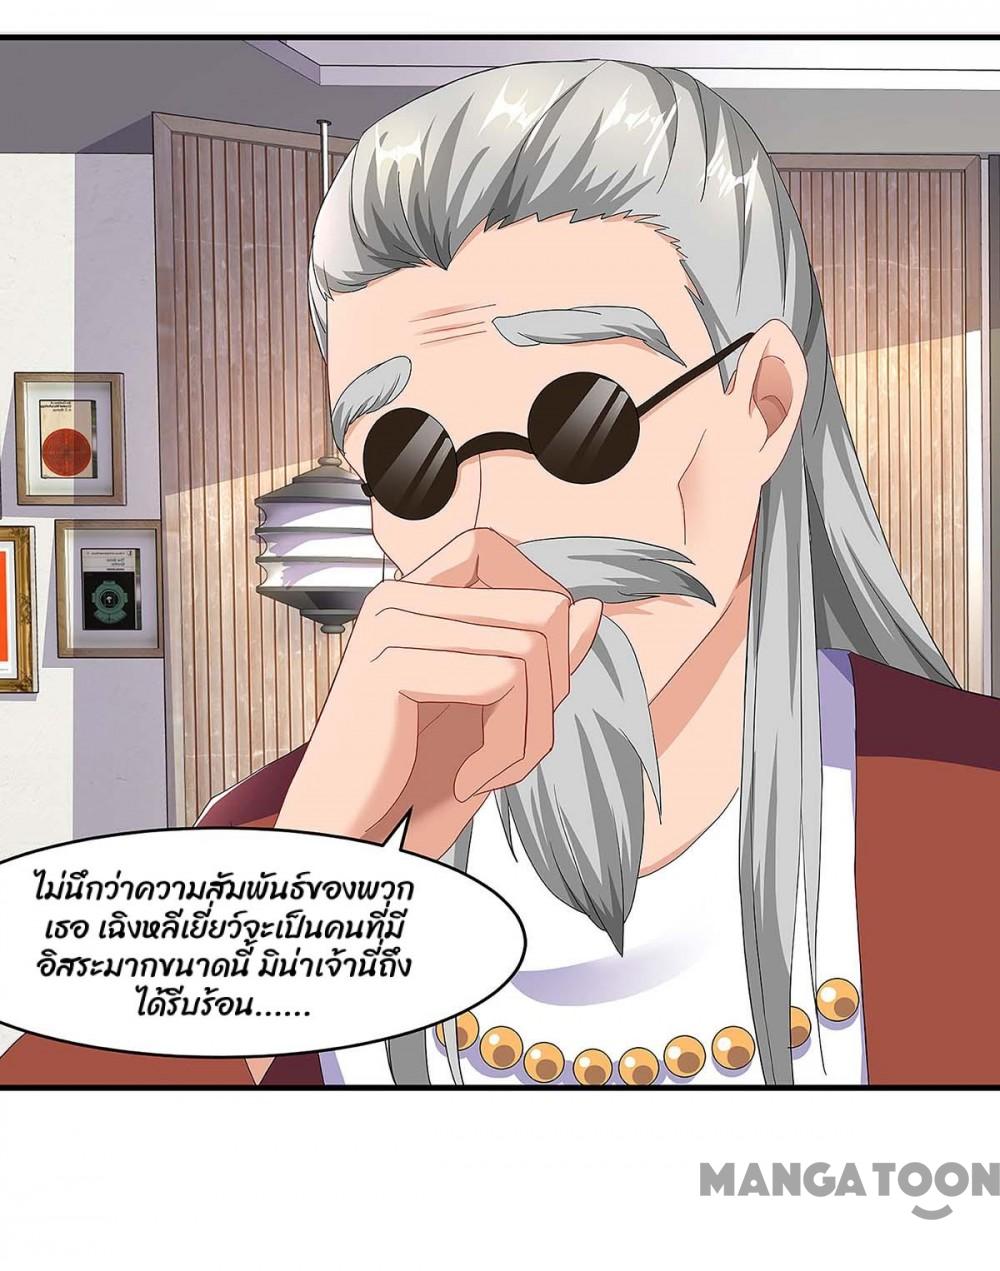 ไม่นึกว่าความสัมพันธ์ของพวก
เธอ เฉิงหลีเยี่ยว์จะเป็นคนที่มี
อิสระมากขนาดนี้ มิน่าเจ้านี่ถึง
ได้รีบร้อน......
MANGATOON